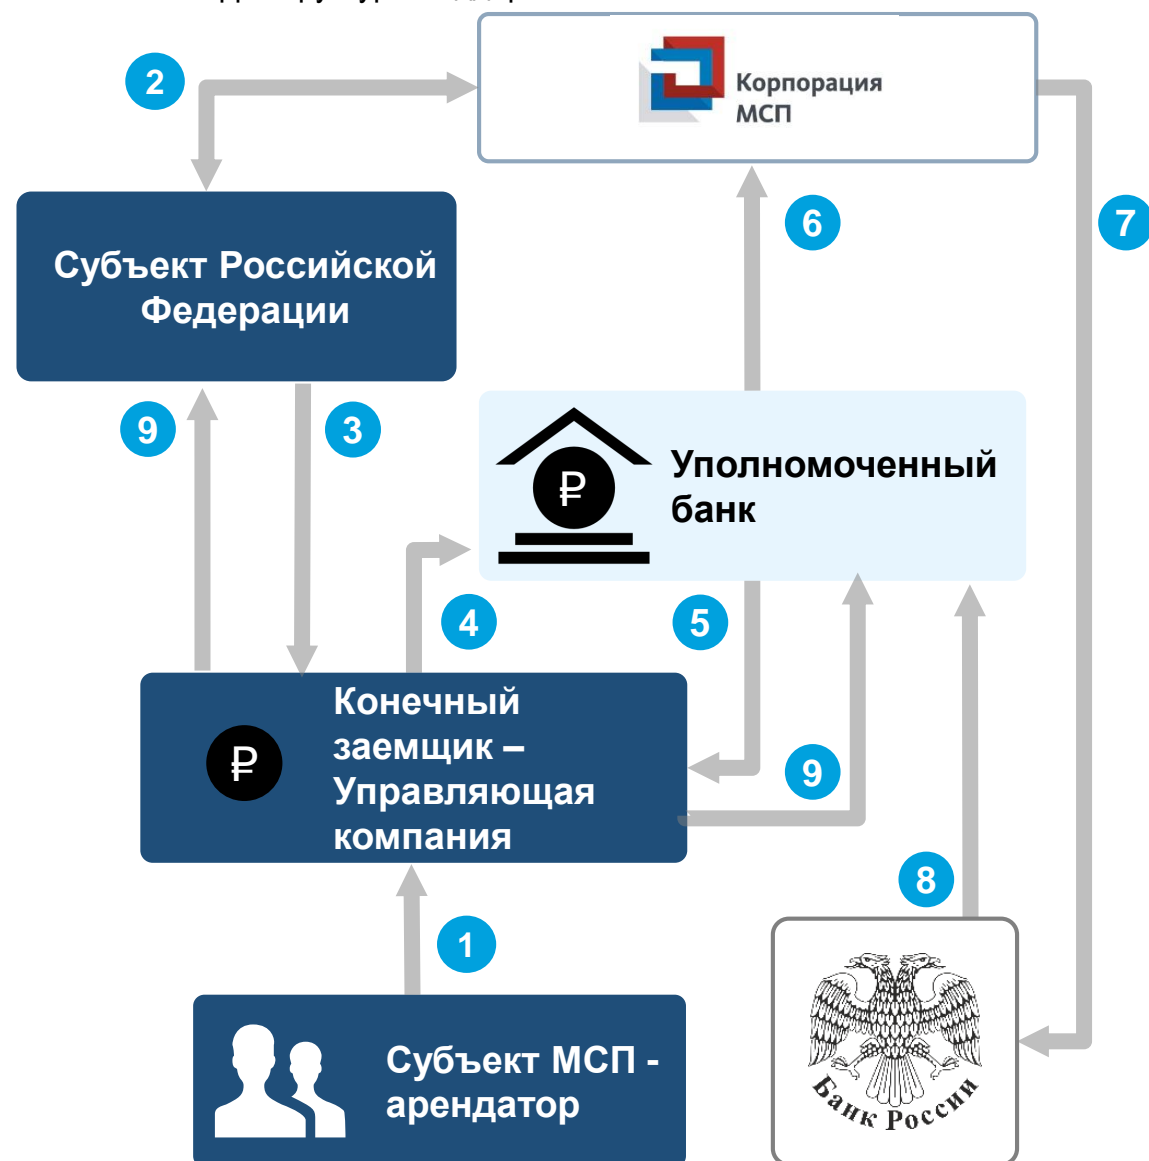 2
Корпорация
МСП
6
7
Субъект Российской
Федерации
9
3
₽
Уполномоченный
банк
4
5
₽
Конечный
заемщик –
Управляющая
компания
9
8
1
Субъект МСП -
арендатор
Банк России